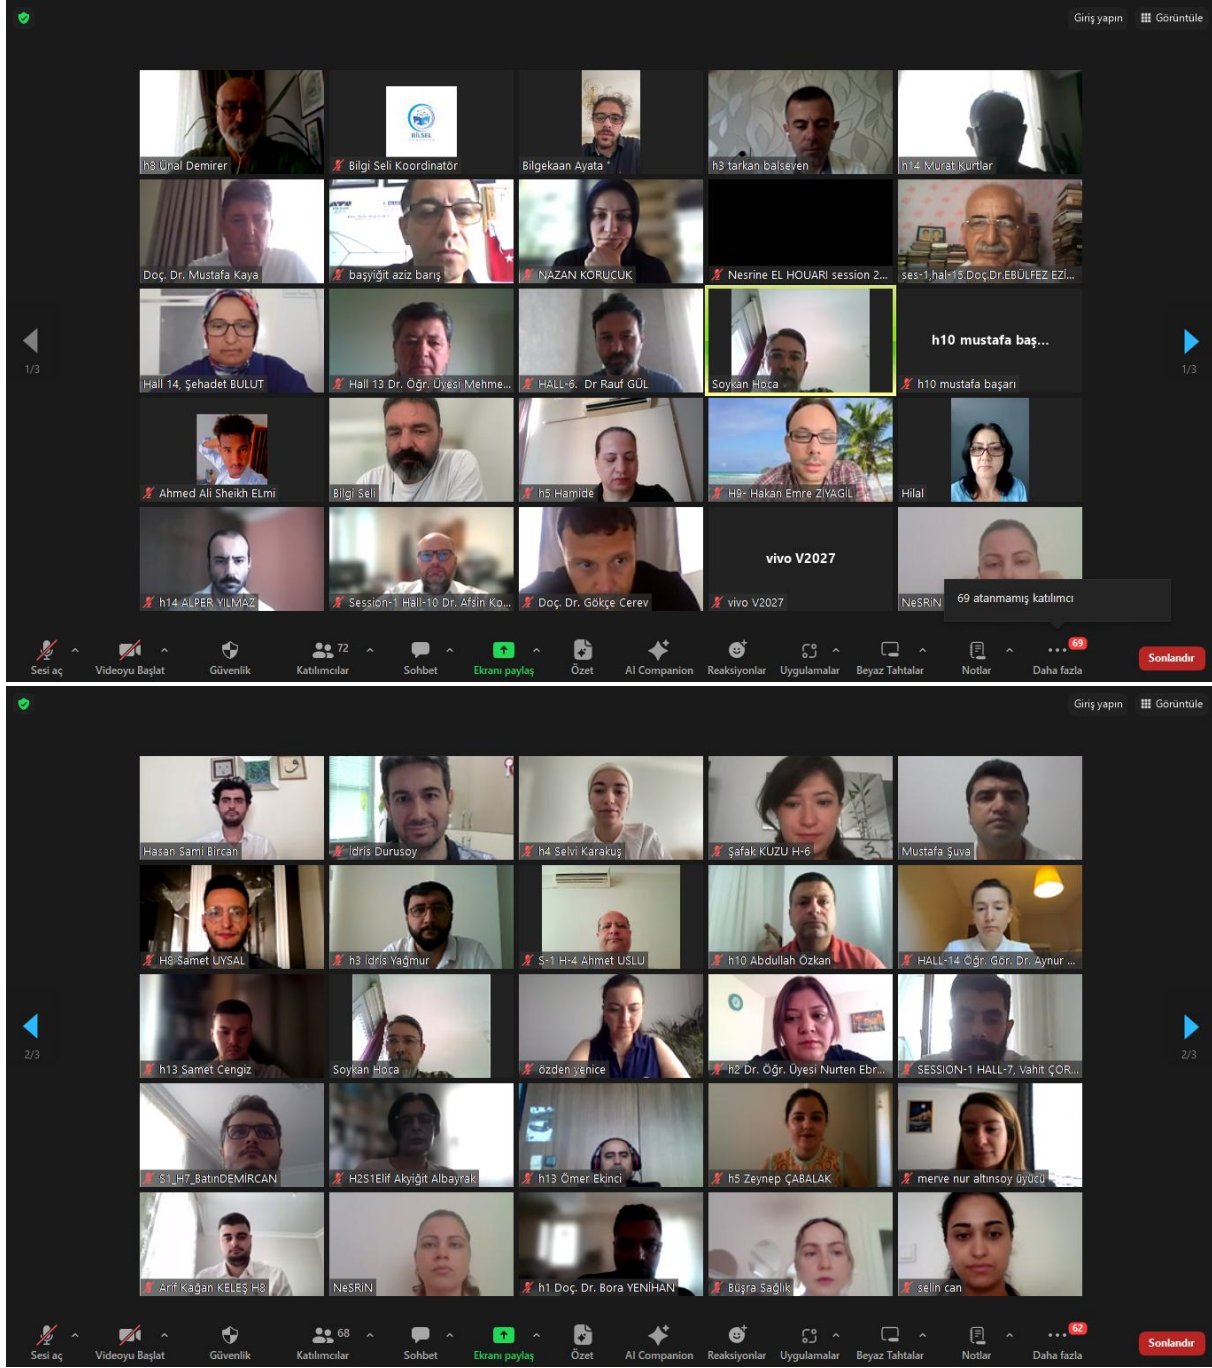 Giriş yapın
Görüntüle
h8 Ünal Demirer
BİLSEL
Bilgi Seli Koordinatör
Bilgekaan Ayata
h3 tarkan balseven
h14 Murat Kurtlar
Doç. Dr. Mustafa Kaya
başyiğit aziz barış
NAZAN KORUCUK
Nesrine EL HOUARI session 2...
ses-1,hal-15.Doç.Dr.EBÜLFEZ EZİ...
1/3
Hall 14, Şehadet BULUT
Hall 13 Dr. Öğr. Üyesi Mehme...
HALL-6. Dr Rauf GÜL
Soykan Hoca
h10 mustafa baş...
h10 mustafa başarı
1/3
Ahmed Ali Sheikh ELmi
Bilgi Seli
h5 Hamide
H9- Hakan Emre ZİYAGİL
Hilal
h14 ALPER YILMAZ
Session-1 Hall-10 Dr. Afsin Ko...
Doç. Dr. Gökçe Cerev
vivo V2027
vivo V2027
NeSRiN
69 atanmamış katılımcı
Sesi aç
Videoyu Başlat
Güvenlik
72
Katılımcılar
Sohbet
Ekranı paylaş
Özet
AI Companion
Reaksiyonlar
Uygulamalar
Beyaz Tahtalar
Notlar
69
Daha fazla
Sonlandır
Giriş yapın
Görüntüle
Hasan Sami Bircan
İdris Durusoy
h4 Selvi Karakuş
Şafak KUZU H-6
Mustafa Şuva
H8 Samet UYSAL
h3 İdris Yağmur
S-1 H-4 Ahmet USLU
h10 Abdullah Özkan
HALL-14 Öğr. Gör. Dr. Aynur ...
2/3
h13 Samet Cengiz
Soykan Hoca
özden yenice
h2 Dr. Öğr. Üyesi Nurten Ebr...
SESSION-1 HALL-7, Vahit ÇOR...
2/3
S1_H7_BatınDEMİRCAN
H2S1Elif Akyiğit Albayrak
h13 Ömer Ekinci
h5 Zeynep ÇABALAK
merve nur altınsoy üyücü
Arif Kağan KELEŞ H8
NeSRiN
h1 Doç. Dr. Bora YENİHAN
Büşra Sağlık
selin can
Sesi aç
Videoyu Başlat
Güvenlik
68
Katılımcılar
Sohbet
Ekranı paylaş
Özet
AI Companion
Reaksiyonlar
Uygulamalar
Beyaz Tahtalar
Notlar
62
Daha fazla
Sonlandır